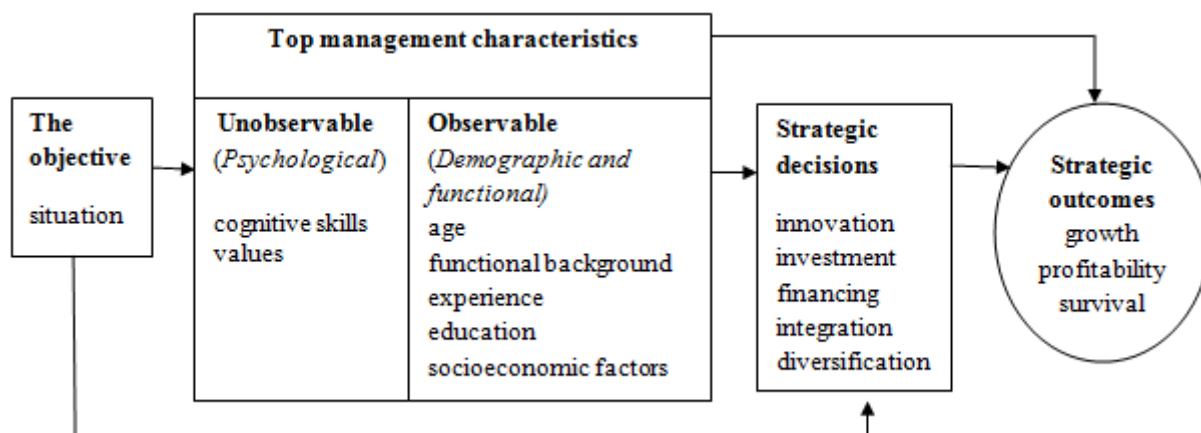 Top management characteristics
The
objective
situation
Unobservable
(Psychological)
cognitive skills
values
Observable
(Demographic and
functional)
age
functional background
experience
education
socioeconomic factors
Strategic
decisions
innovation
investment
financing
integration
diversification
Strategic
outcomes
growth
profitability
survival